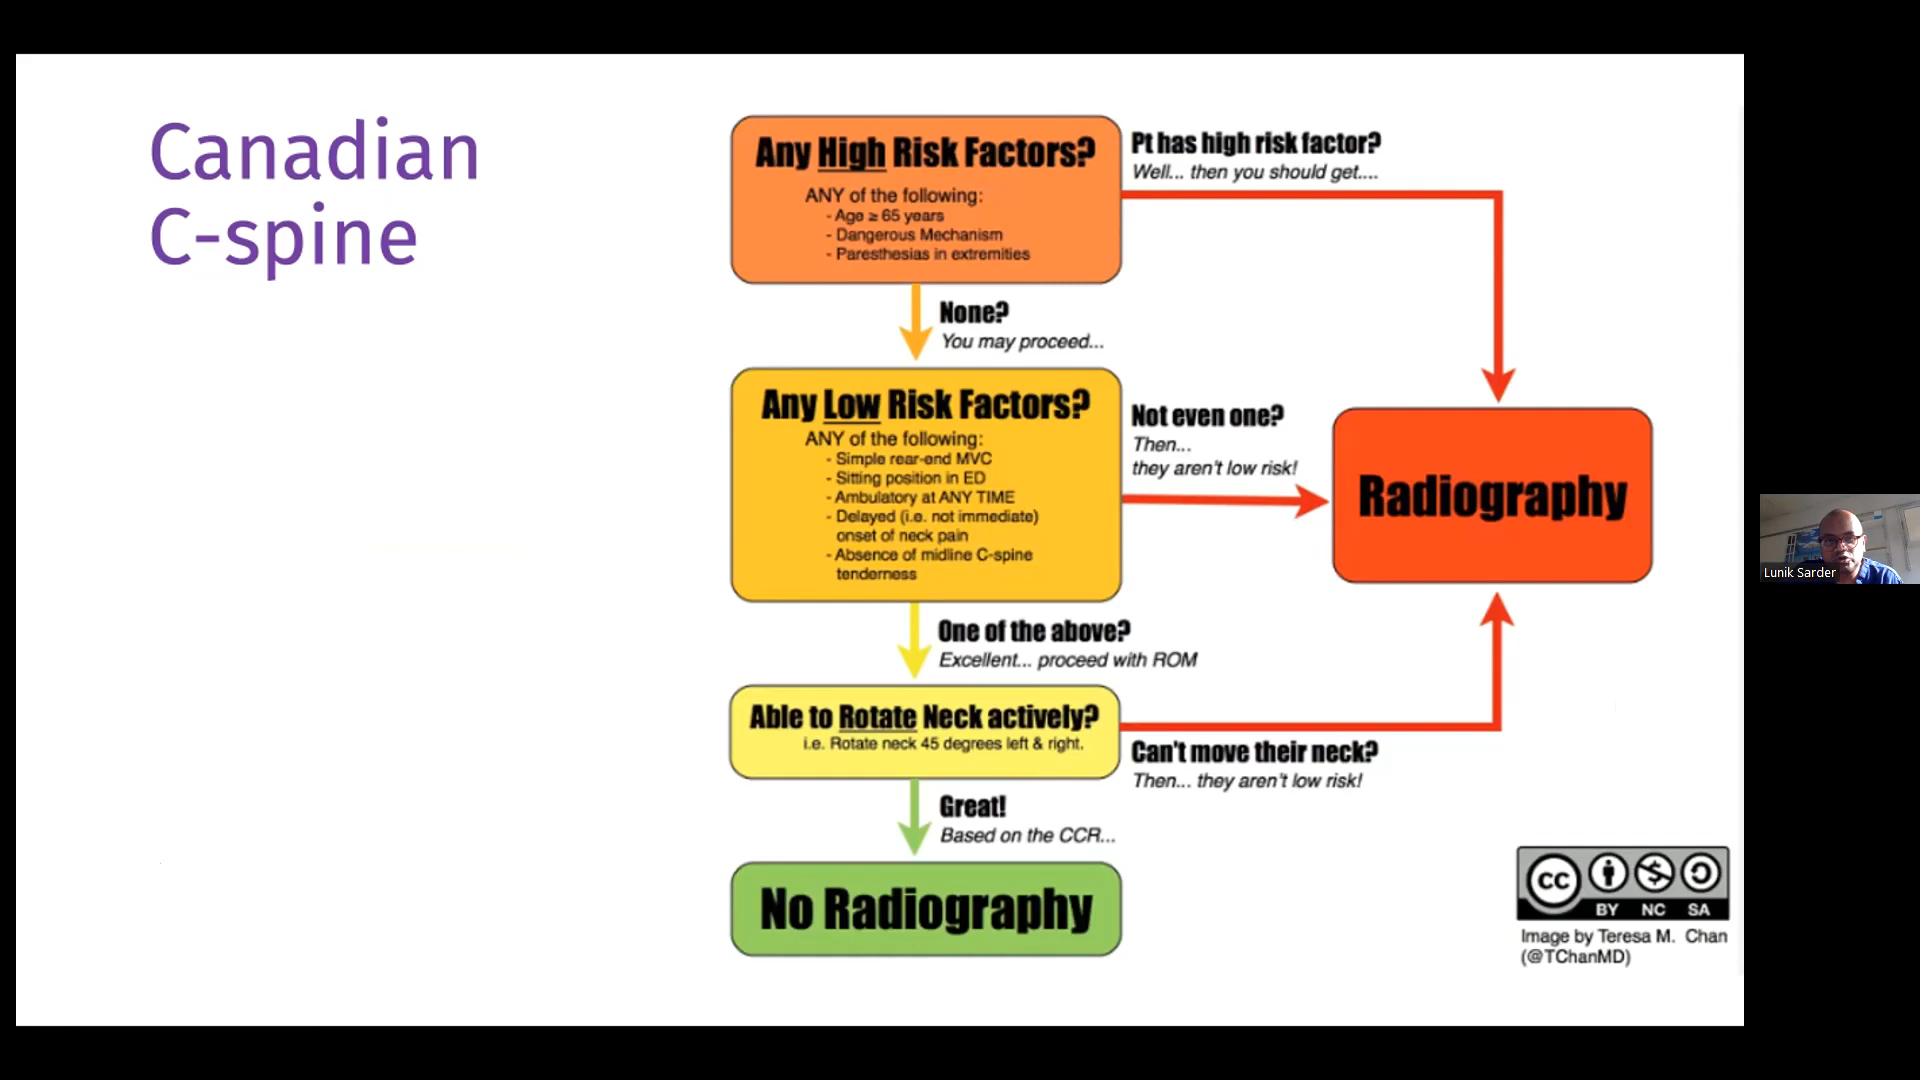 Canadian
C-spine
Any High Risk Factors?
ANY of the following:
- Age ≥ 65 years
- Dangerous Mechanism
- Paresthesias in extremities
Pt has high risk factor?
Well... then you should get....
None?
You may proceed...
Any Low Risk Factors?
ANY of the following:
- Simple rear-end MVC
- Sitting position in ED
- Ambulatory at ANY TIME
- Delayed (i.e. not immediate)
onset of neck pain
- Absence of midline C-spine
tenderness
Not even one?
Then...
they aren't low risk!
Radiography
One of the above?
Excellent... proceed with ROM
Able to Rotate Neck actively?
i.e. Rotate neck 45 degrees left & right.
Can't move their neck?
Then... they aren't low risk!
Great!
Based on the CCR...
No Radiography
cc
BY NC SA
Image by Teresa M. Chan
(@TChanMD)
Lunik Sarder